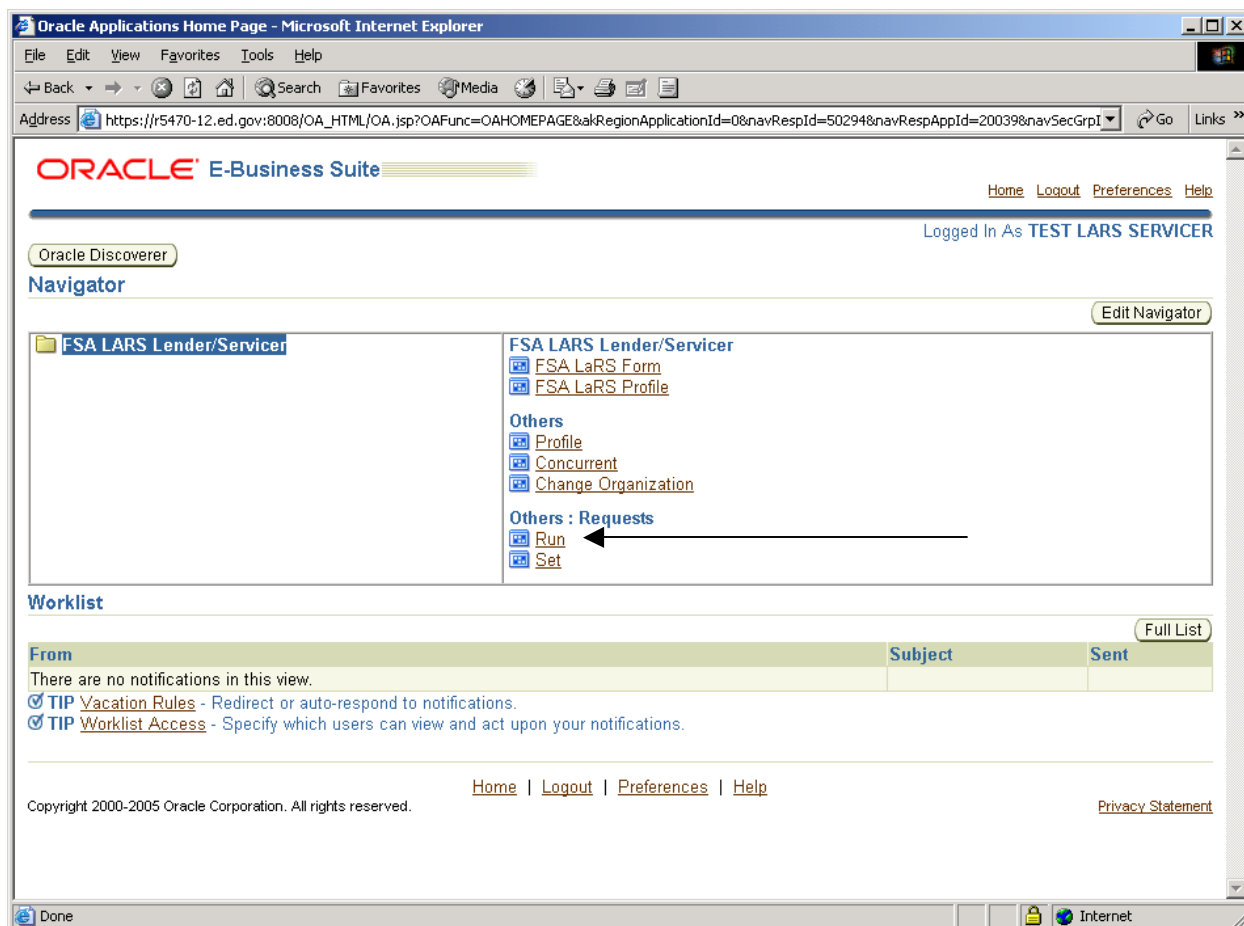 Oracle Applications Home Page - Microsoft Internet Explorer
File Edit View Favorites Tools Help
Back Search Favorites Media
Address https://r5470-12.ed.gov:8008/OA_HTML/OA.jsp?OAFunc=OAHOMEPAGE&akRegionApplicationId=0&navRespId=50294&navRespAppId=20039&navSecGrpI Go Links »
ORACLE® E-Business Suite
Home Logout Preferences Help
Logged In As TEST LARS SERVICER
Oracle Discoverer
Navigator
Edit Navigator
FSA LARS Lender/Servicer
FSA LARS Lender/Servicer
FSA LaRS Form
FSA LaRS Profile
Others
Profile
Concurrent
Change Organization
Others : Requests
Run
Set
Worklist
Full List
From Subject Sent
There are no notifications in this view.
TIP Vacation Rules - Redirect or auto-respond to notifications.
TIP Worklist Access - Specify which users can view and act upon your notifications.
Home | Logout | Preferences | Help
Copyright 2000-2005 Oracle Corporation. All rights reserved.
Privacy Statement
Done Internet